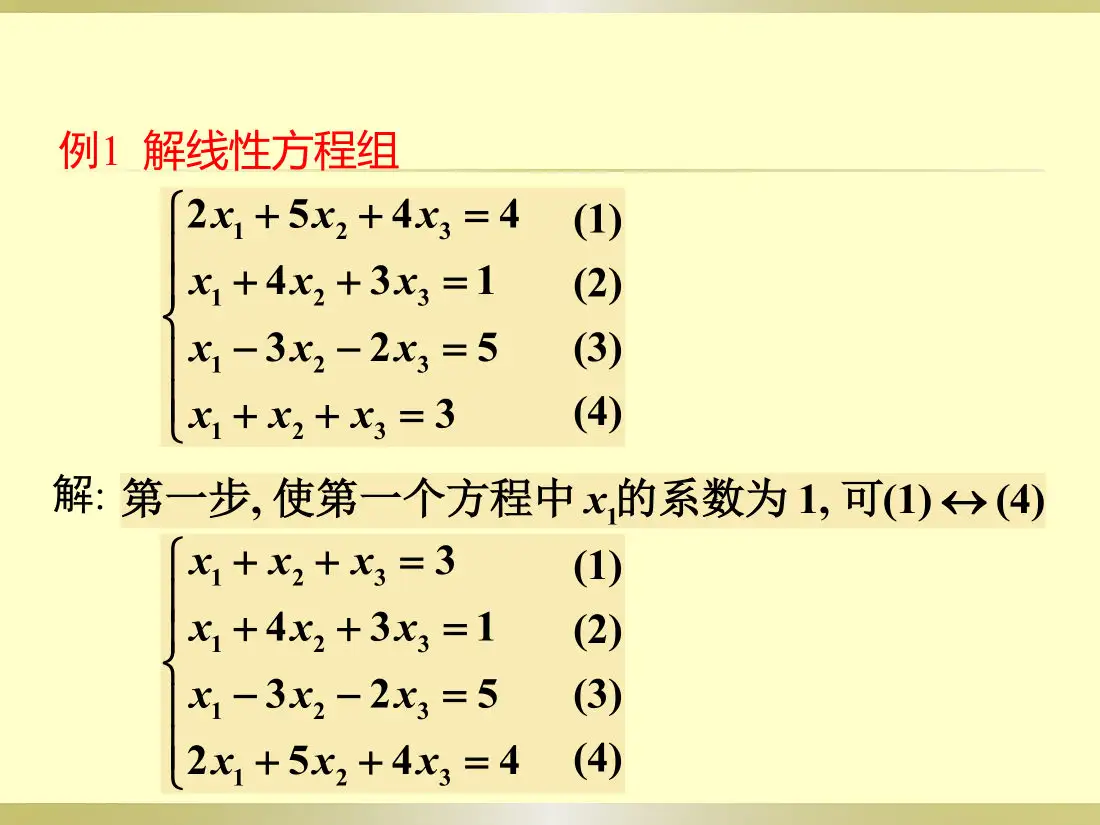 例1 解线性方程组
2x₁ + 5x₂ + 4x₃ = 4 (1)
x₁ + 4x₂ + 3x₃ = 1 (2)
x₁ − 3x₂ − 2x₃ = 5 (3)
x₁ + x₂ + x₃ = 3 (4)
解: 第一步, 使第一个方程中 x₁的系数为 1, 可(1) ↔ (4)
x₁ + x₂ + x₃ = 3 (1)
x₁ + 4x₂ + 3x₃ = 1 (2)
x₁ − 3x₂ − 2x₃ = 5 (3)
2x₁ + 5x₂ + 4x₃ = 4 (4)